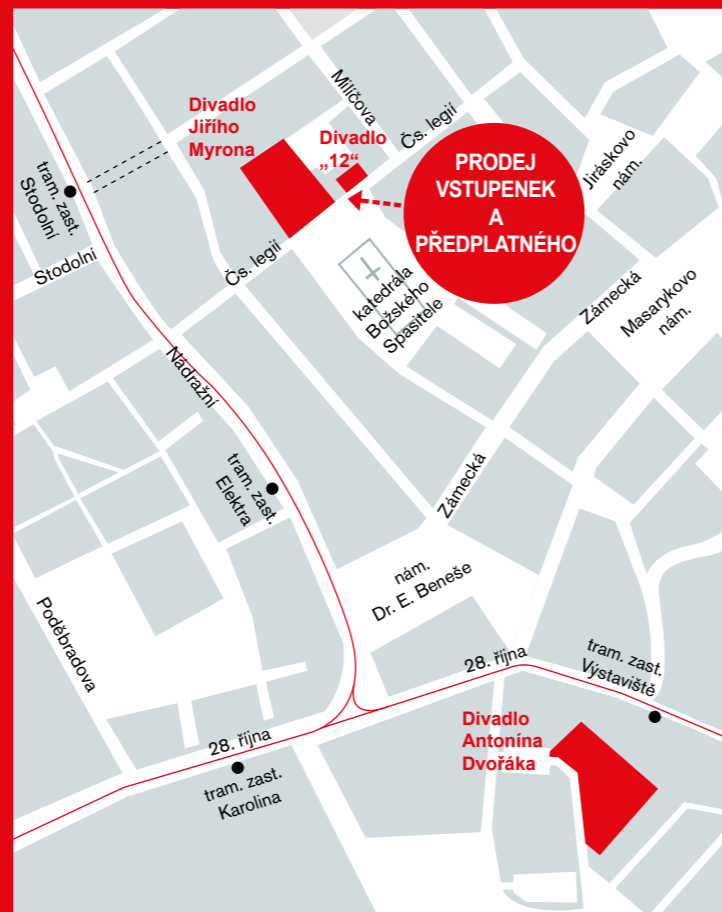 Milíčova
Čs. legií
Divadlo
Jiřího
Myrona
Divadlo
„12“
PRODEJ
VSTUPENEK
A
PŘEDPLATNÉHO
Jiráskovo
nám.
tram. zast.
Stodolní
Stodolní
Čs. legií
katedrála
Božského
Spasitele
Zámecká
Masarykovo
nám.
Nádražní
tram. zast.
Elektra
Zámecká
nám.
Dr. E. Beneše
Poděbradova
28. října
tram. zast.
Výstaviště
Divadlo
Antonína
Dvořáka
28. října
tram. zast.
Karolina